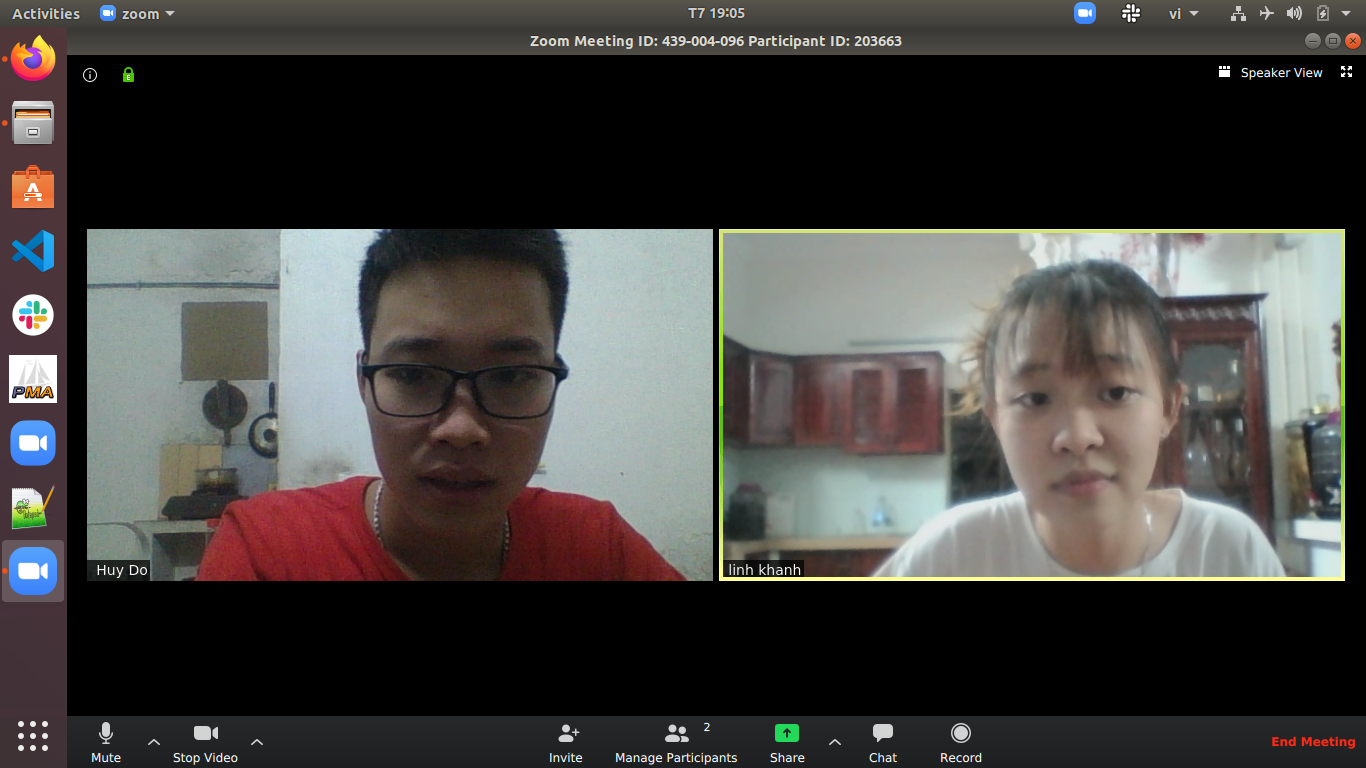 Activities
zoom
T7 19:05
vi
Zoom Meeting ID: 439-004-096 Participant ID: 203663
Speaker View
PMA
Huy Do
linh khanh
2
Mute
Stop Video
Invite
Manage Participants
Share
Chat
Record
End Meeting